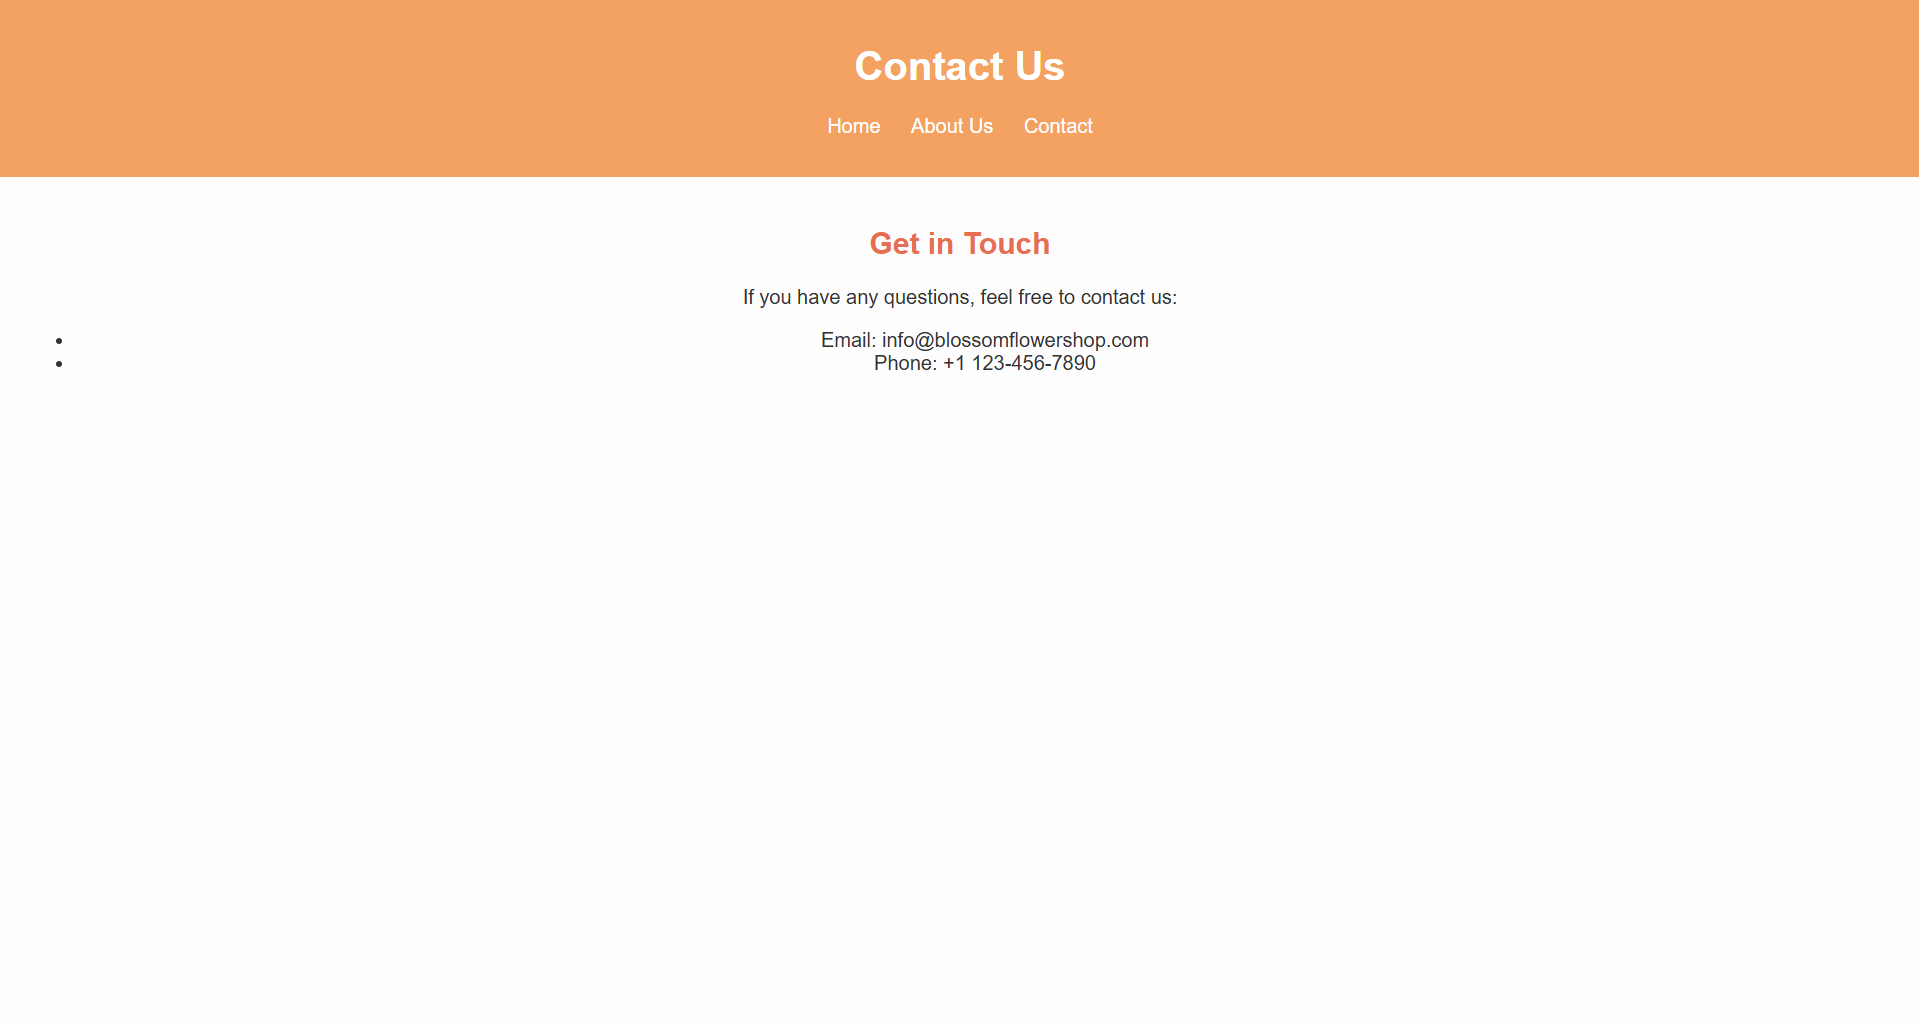 Contact Us
Home About Us Contact
Get in Touch
If you have any questions, feel free to contact us:
• Email: info@blossomflowershop.com
• Phone: +1 123-456-7890